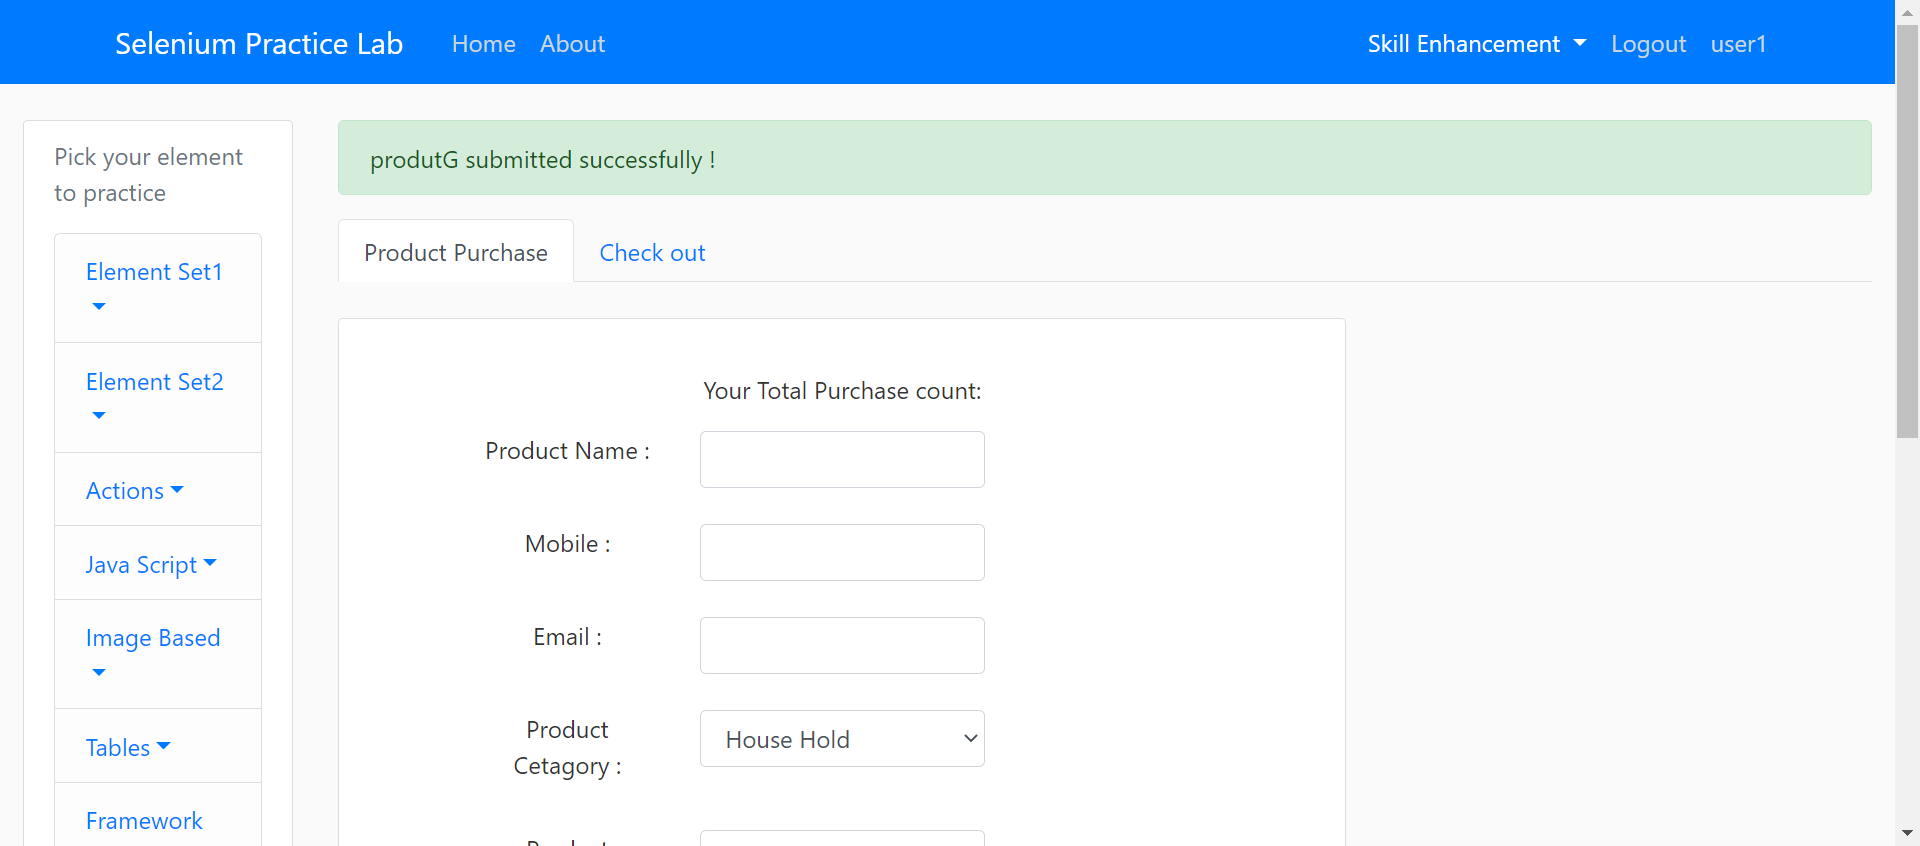 Selenium Practice Lab Home About Skill Enhancement Logout user1
Pick your element
to practice
Element Set1
Element Set2
Actions
Java Script
Image Based
Tables
Framework
produtG submitted successfully !
Product Purchase Check out
Your Total Purchase count:
Product Name :
Mobile :
Email :
Product
Cetagory :
House Hold